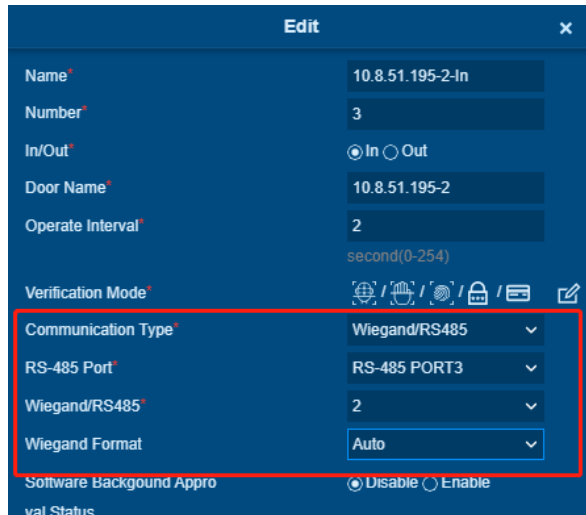 Edit ×
Name* 10.8.51.195-2-In
Number* 3
In/Out* In Out
Door Name* 10.8.51.195-2
Operate Interval* 2
second(0-254)
Verification Mode* / / / /
Communication Type* Wiegand/RS485
RS-485 Port* RS-485 PORT3
Wiegand/RS485* 2
Wiegand Format Auto
Software Backgound Appro Disable Enable
val Status